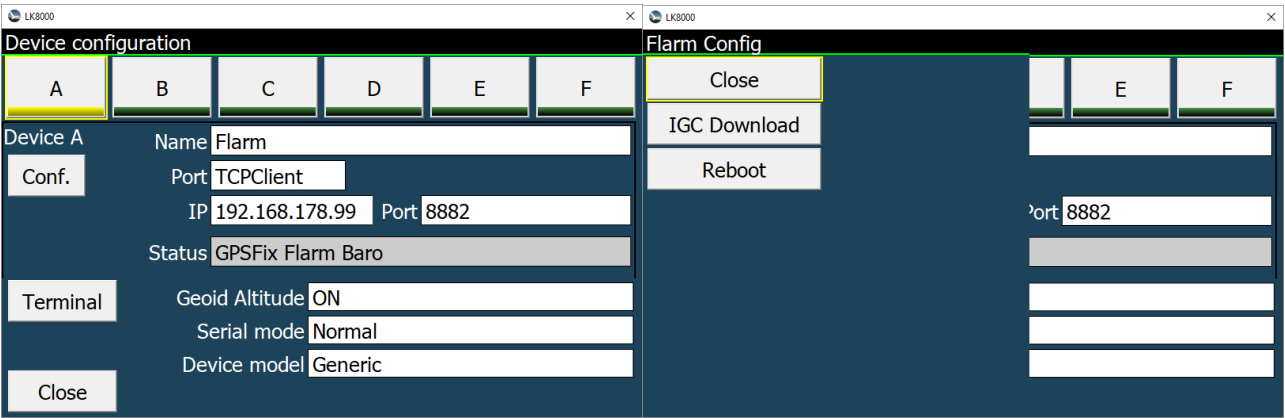 LK8000
Device configuration
A B C D E F
Device A
Name Flarm
Conf.
Port TCPClient
IP 192.168.178.99 Port 8882
Status GPSFix Flarm Baro
Terminal
Geoid Altitude ON
Serial mode Normal
Device model Generic
Close
LK8000
Flarm Config
Close
E F
IGC Download
Reboot
Port 8882